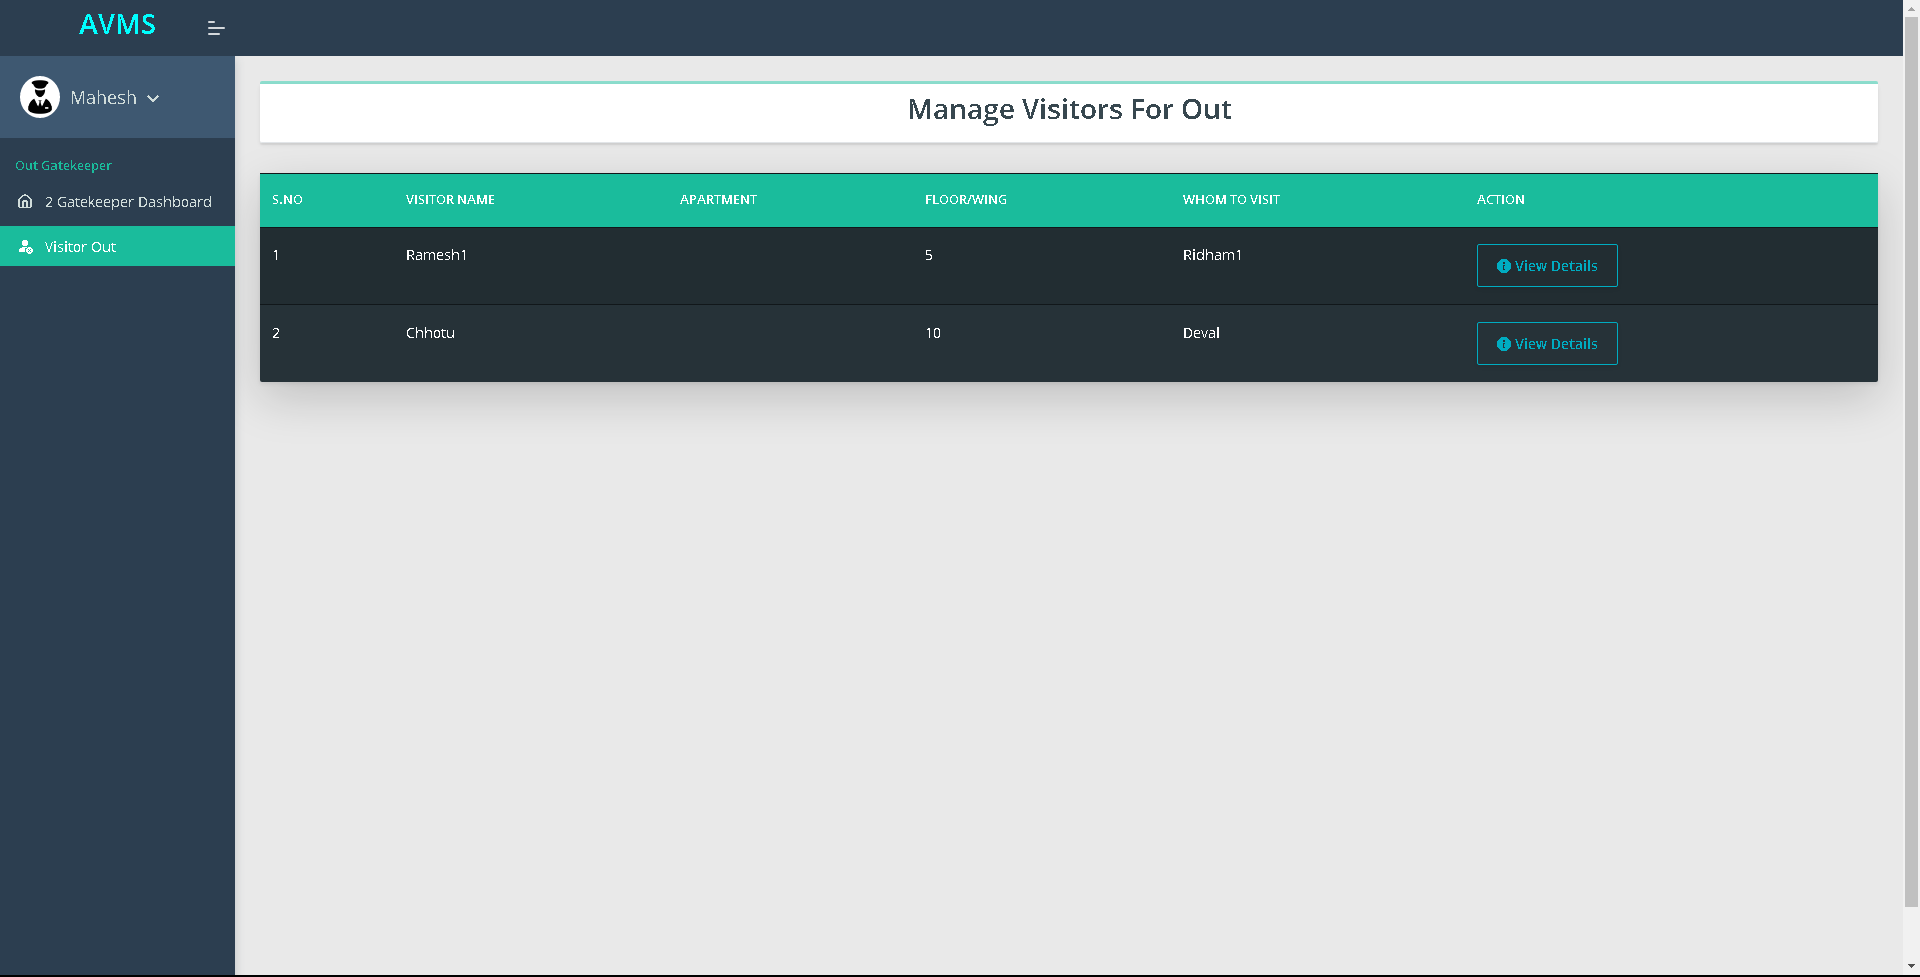 AVMS
Mahesh
Out Gatekeeper
2 Gatekeeper Dashboard
Visitor Out
Manage Visitors For Out
S.NO VISITOR NAME APARTMENT FLOOR/WING WHOM TO VISIT ACTION
1 Ramesh1 5 Ridham1 View Details
2 Chhotu 10 Deval View Details